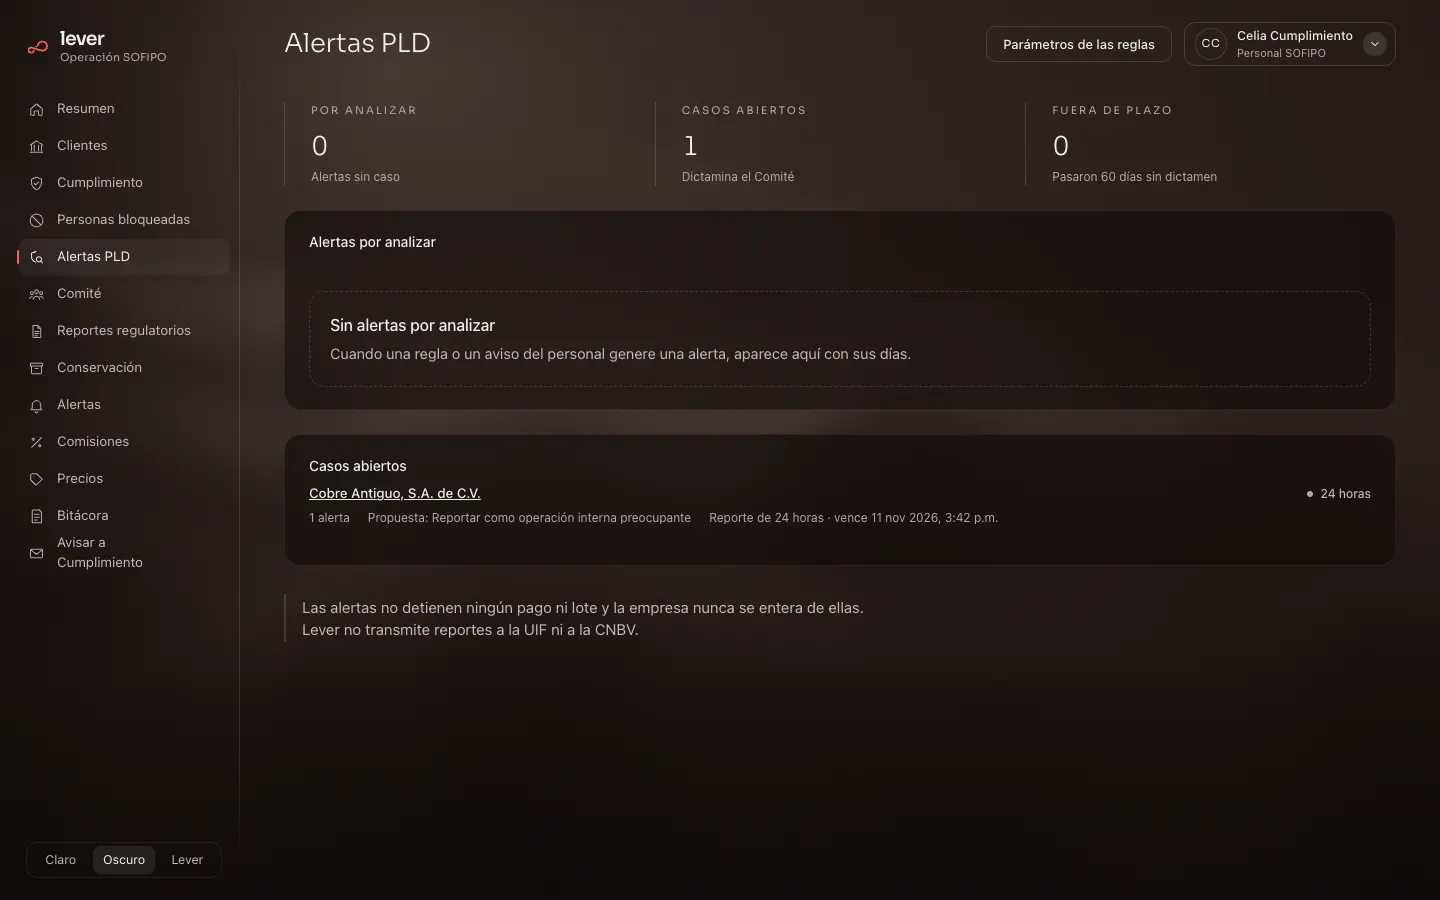 lever
Operación SOFIPO
Resumen
Clientes
Cumplimiento
Personas bloqueadas
Alertas PLD
Comité
Reportes regulatorios
Conservación
Alertas
Comisiones
Precios
Bitácora
Avisar a
Cumplimiento
Claro Oscuro Lever
Alertas PLD
Parámetros de las reglas
CC
Celia Cumplimiento
Personal SOFIPO
POR ANALIZAR
0
Alertas sin caso
CASOS ABIERTOS
1
Dictamina el Comité
FUERA DE PLAZO
0
Pasaron 60 días sin dictamen
Alertas por analizar
Sin alertas por analizar
Cuando una regla o un aviso del personal genere una alerta, aparece aquí con sus días.
Casos abiertos
Cobre Antiguo, S.A. de C.V.
24 horas
1 alerta Propuesta: Reportar como operación interna preocupante Reporte de 24 horas · vence 11 nov 2026, 3:42 p.m.
Las alertas no detienen ningún pago ni lote y la empresa nunca se entera de ellas.
Lever no transmite reportes a la UIF ni a la CNBV.